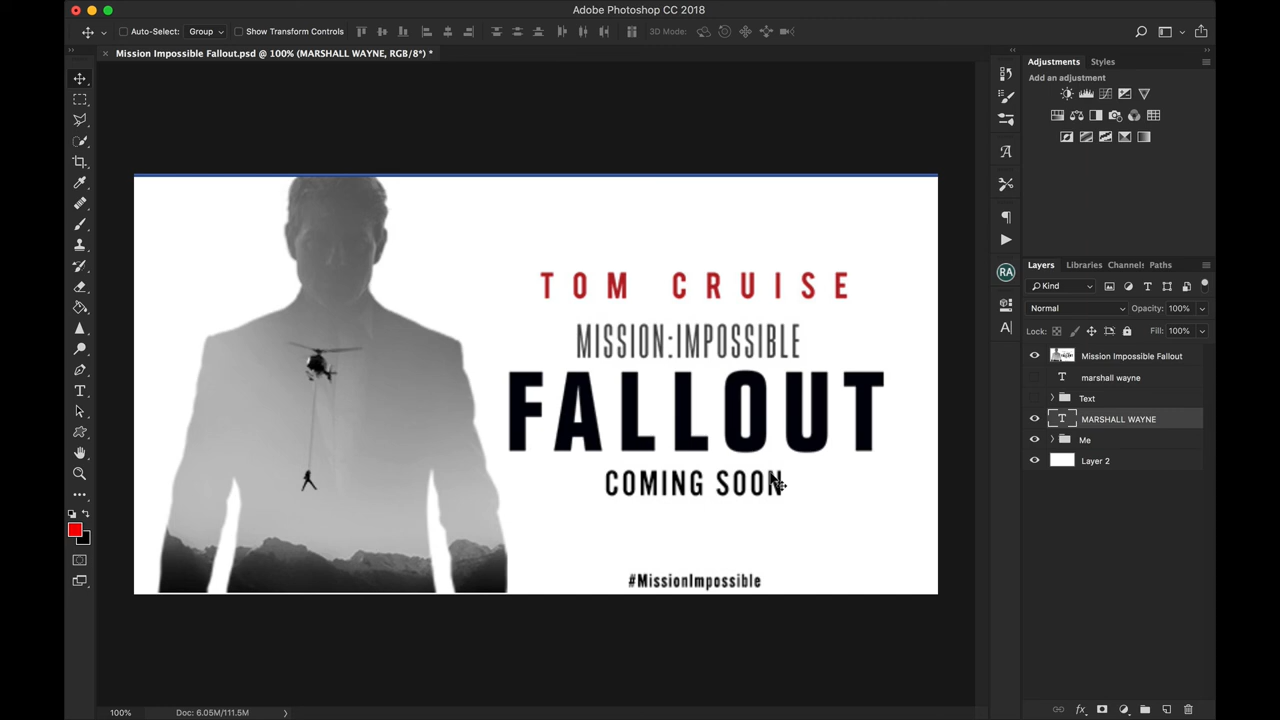 Adobe Photoshop CC 2018
Auto-Select:
Group
Show Transform Controls
3D Mode:
Mission Impossible Fallout.psd @ 100% (MARSHALL WAYNE, RGB/8*) *
Adjustments
Styles
Add an adjustment
TOM CRUISE
MISSION:IMPOSSIBLE
FALLOUT
COMING SOON
#MissionImpossible
RA
Layers
Libraries
Channels
Paths
Kind
Normal
Opacity: 100%
Lock:
Fill: 100%
Mission Impossible Fallout
marshall wayne
Text
MARSHALL WAYNE
Me
Layer 2
100%
Doc: 6.05M/111.5M